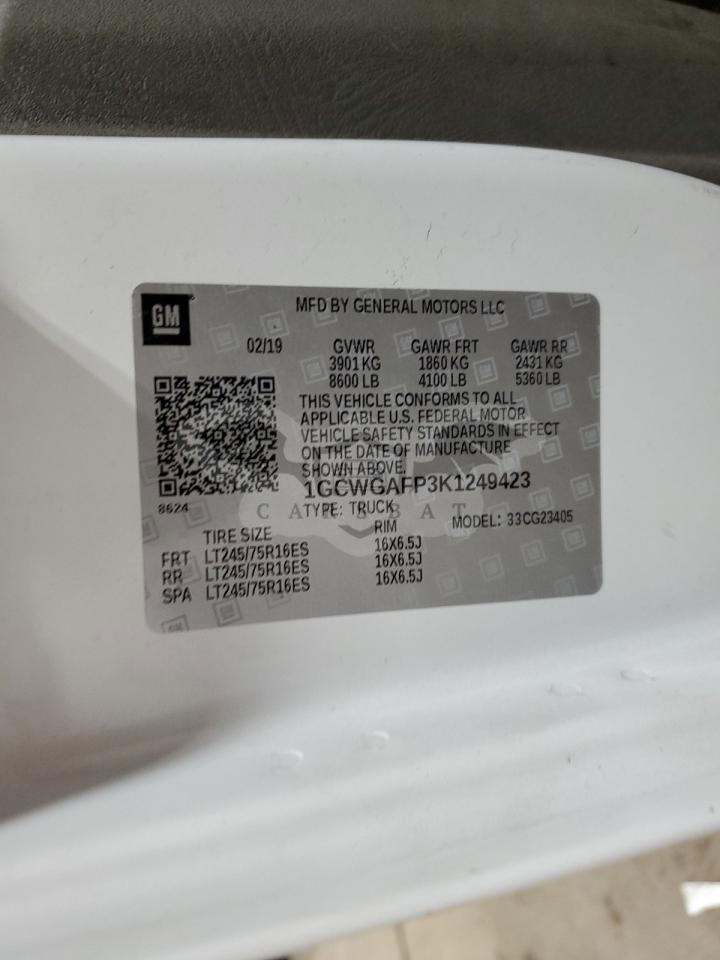 GM
MFD BY GENERAL MOTORS LLC
02/19 GVWR GAWR FRT GAWR RR
3901 KG 1860 KG 2431 KG
8600 LB 4100 LB 5360 LB
THIS VEHICLE CONFORMS TO ALL
APPLICABLE U.S. FEDERAL MOTOR
VEHICLE SAFETY STANDARDS IN EFFECT
ON THE DATE OF MANUFACTURE
SHOWN ABOVE.
1GCWGAFP3K1249423
8624
CARSBAT
TYPE: TRUCK MODEL: 33CG23405
TIRE SIZE RIM
FRT LT245/75R16ES 16X6.5J
RR LT245/75R16ES 16X6.5J
SPA LT245/75R16ES 16X6.5J